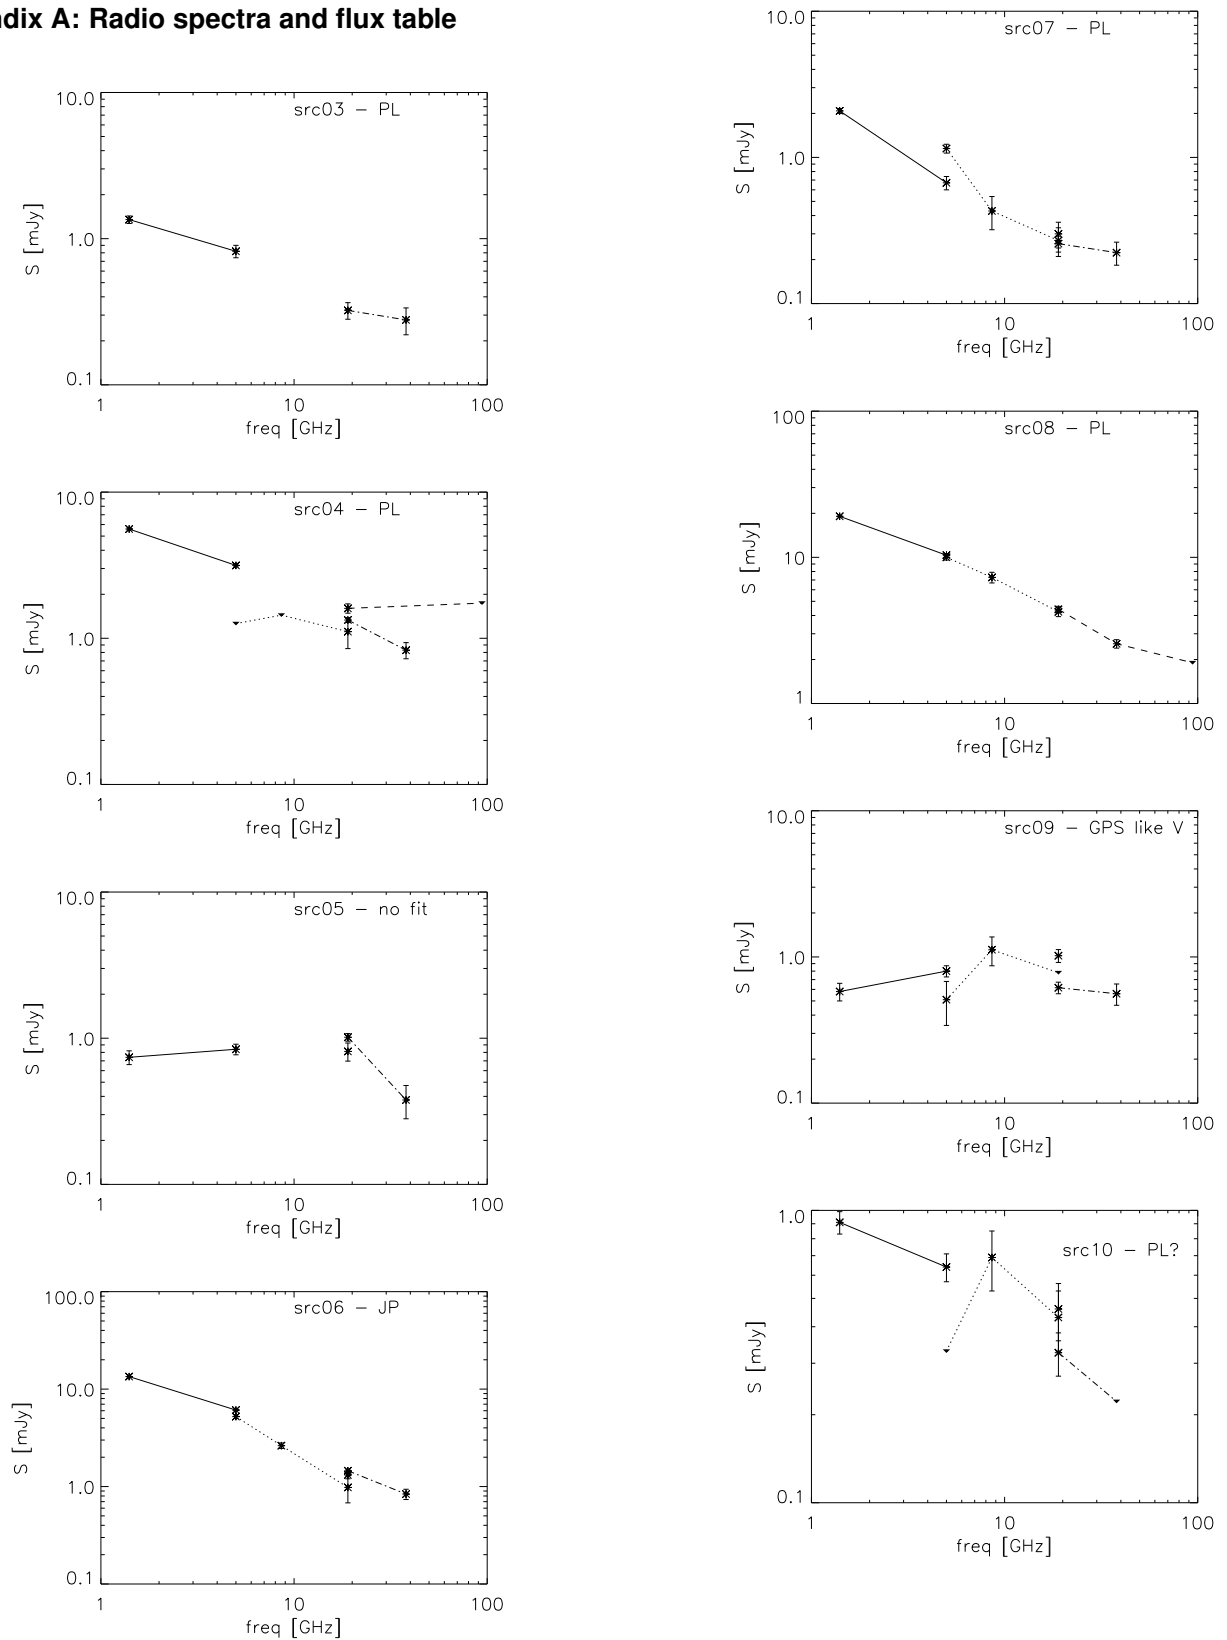 ndix A: Radio spectra and flux table
src03 – PL
10.0
1.0
0.1
S [mJy]
1 10 100
freq [GHz]
src04 – PL
10.0
1.0
0.1
S [mJy]
1 10 100
freq [GHz]
src05 – no fit
10.0
1.0
0.1
S [mJy]
1 10 100
freq [GHz]
src06 – JP
100.0
10.0
1.0
0.1
S [mJy]
1 10 100
freq [GHz]
src07 – PL
10.0
1.0
0.1
S [mJy]
1 10 100
freq [GHz]
src08 – PL
100
10
1
S [mJy]
1 10 100
freq [GHz]
src09 – GPS like V
10.0
1.0
0.1
S [mJy]
1 10 100
freq [GHz]
src10 – PL?
1.0
0.1
S [mJy]
1 10 100
freq [GHz]